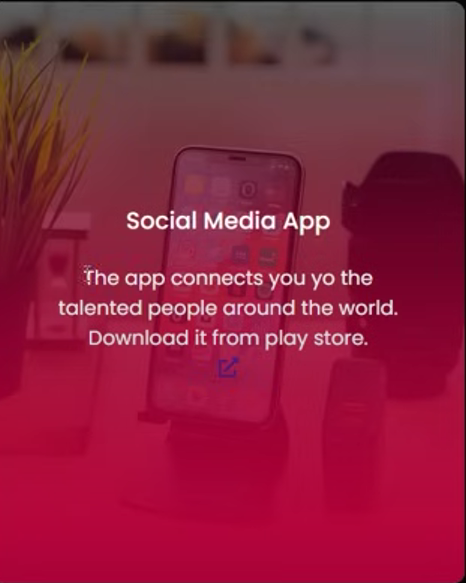 Social Media App
The app connects you yo the
talented people around the world.
Download it from play store.